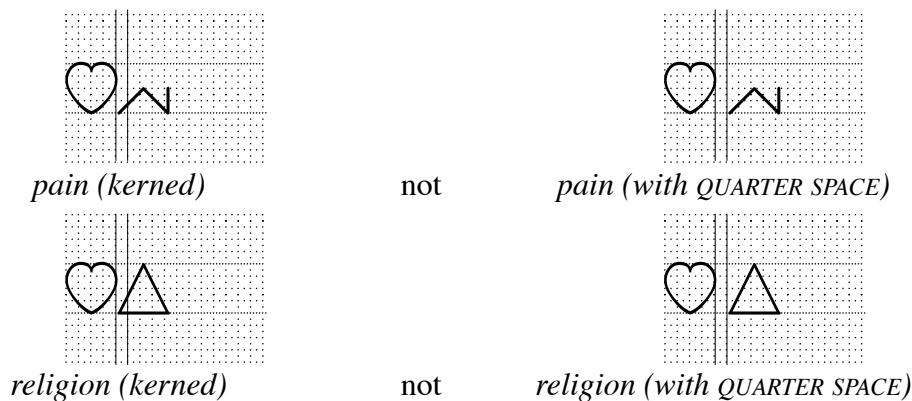 pain (kerned) not pain (with QUARTER SPACE)
religion (kerned) not religion (with QUARTER SPACE)